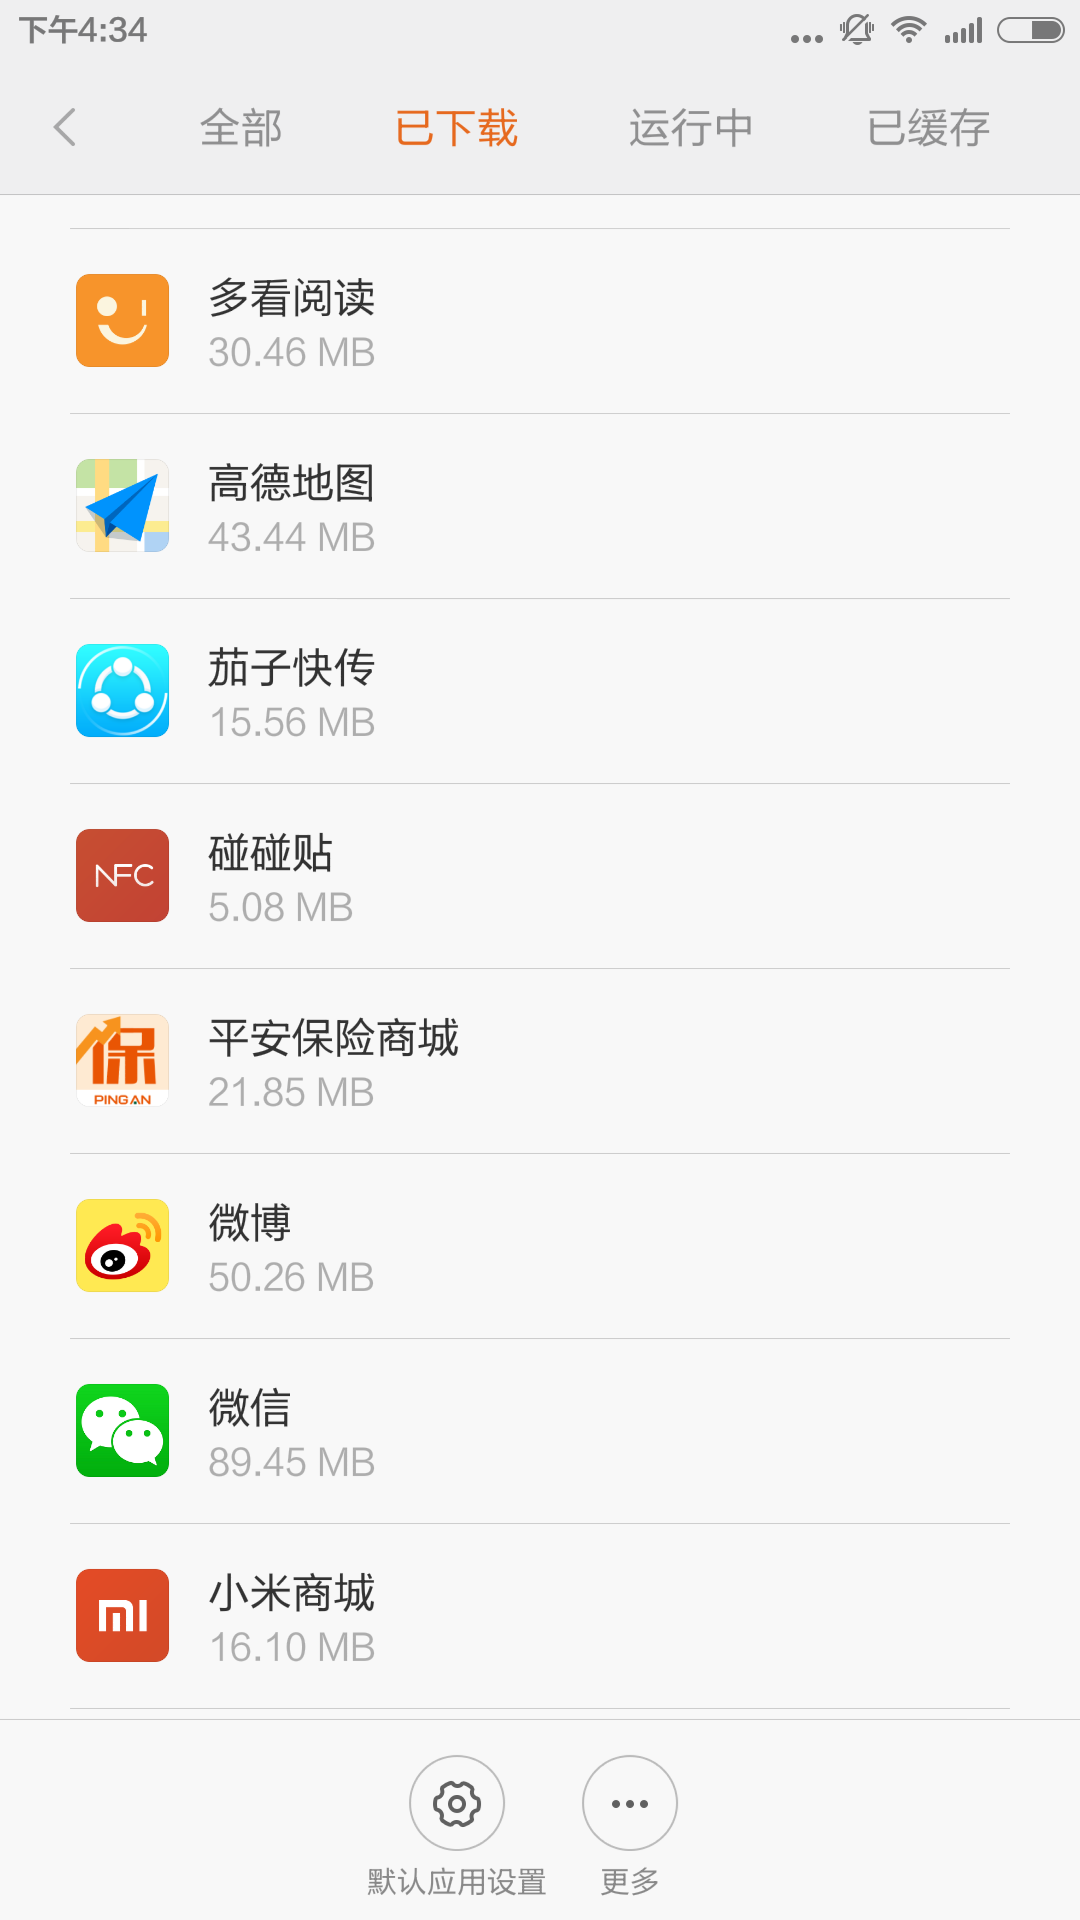 下午4:34
全部 已下载 运行中 已缓存
多看阅读
30.46 MB
高德地图
43.44 MB
茄子快传
15.56 MB
NFC
碰碰贴
5.08 MB
保
PINGAN
平安保险商城
21.85 MB
微博
50.26 MB
微信
89.45 MB
mi
小米商城
16.10 MB
默认应用设置 更多